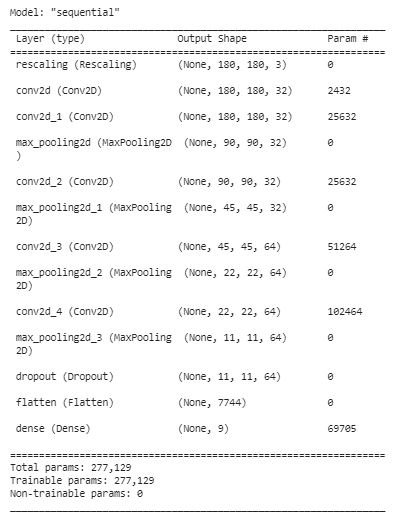 Model: "sequential"
Layer (type) Output Shape Param #
rescaling (Rescaling) (None, 180, 180, 3) 0
conv2d (Conv2D) (None, 180, 180, 32) 2432
conv2d_1 (Conv2D) (None, 180, 180, 32) 25632
max_pooling2d (MaxPooling2D (None, 90, 90, 32) 0
)
conv2d_2 (Conv2D) (None, 90, 90, 32) 25632
max_pooling2d_1 (MaxPooling (None, 45, 45, 32) 0
2D)
conv2d_3 (Conv2D) (None, 45, 45, 64) 51264
max_pooling2d_2 (MaxPooling (None, 22, 22, 64) 0
2D)
conv2d_4 (Conv2D) (None, 22, 22, 64) 102464
max_pooling2d_3 (MaxPooling (None, 11, 11, 64) 0
2D)
dropout (Dropout) (None, 11, 11, 64) 0
flatten (Flatten) (None, 7744) 0
dense (Dense) (None, 9) 69705
Total params: 277,129
Trainable params: 277,129
Non-trainable params: 0